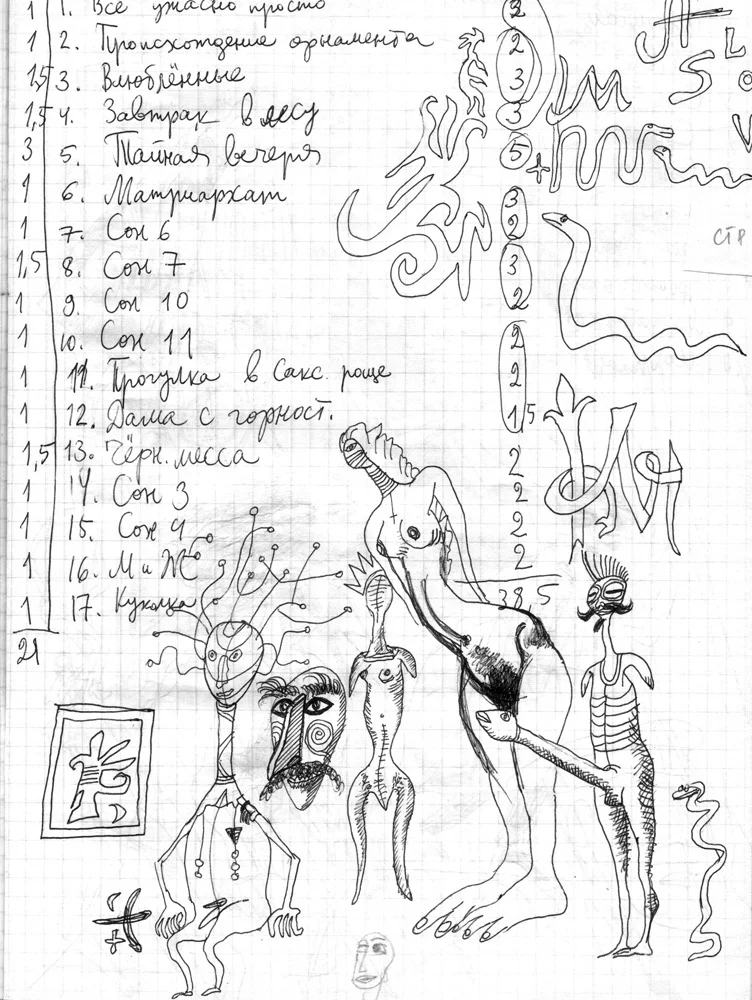 1 1. Всё ужасно просто 3
1 2. Происхождение орнамента 2
1,5 3. Влюблённые 3
1,5 4. Завтрак в лесу 3
3 5. Тайная вечеря 5
1 6. Матриархат 3
1 7. Сон 6 2
1,5 8. Сон 7 3
1 9. Сон 10 2
1 10. Сон 11 2
1 11. Прогулка в Сакс. роще 2
1 12. Дама с горност. 1,5
1,5 13. Чёрн. месса 2
1 14. Сон 3 2
1 15. Сон 4 2
1 16. М и Ж 2
1 17. Куколка 38,5
21
стр